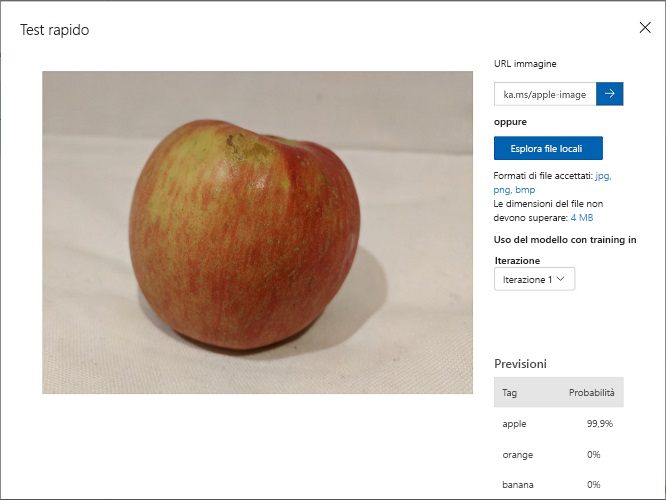 Test rapido
URL immagine
ka.ms/apple-image
oppure
Esplora file locali
Formati di file accettati: jpg,
png, bmp
Le dimensioni del file non
devono superare: 4 MB
Uso del modello con training in
Iterazione
Iterazione 1
Previsioni
Tag Probabilità
apple 99,9%
orange 0%
banana 0%